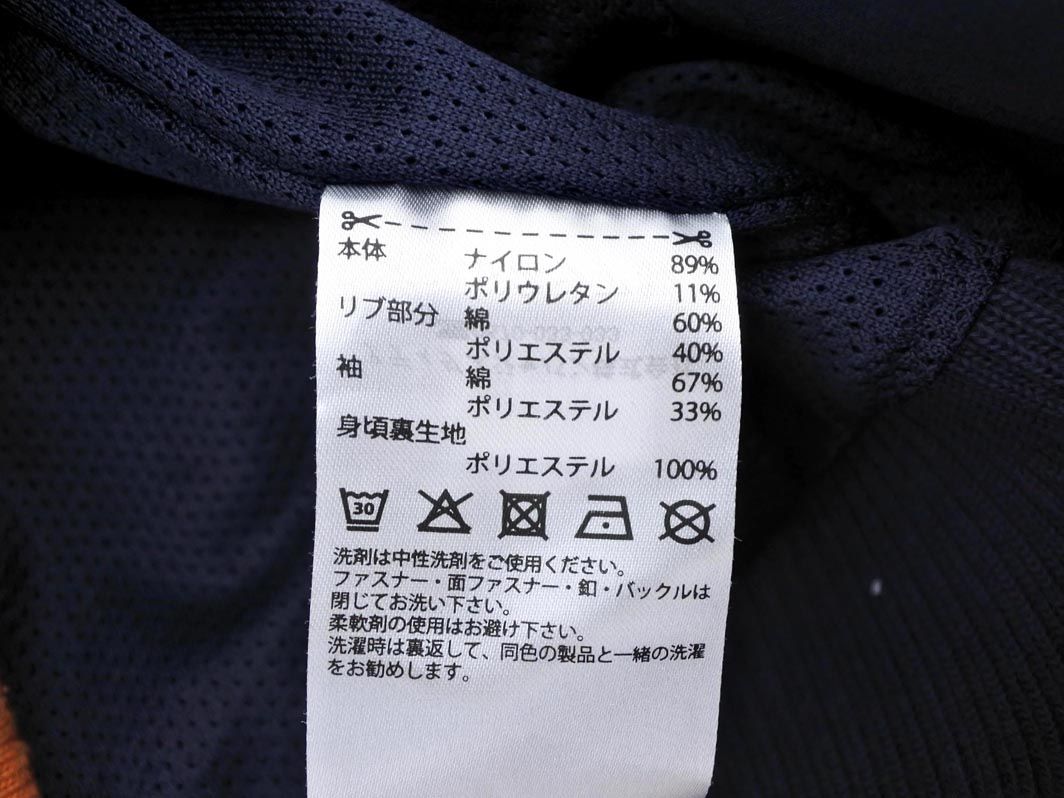 本体 ナイロン 89%
ポリウレタン 11%
リブ部分 綿 60%
ポリエステル 40%
袖 綿 67%
ポリエステル 33%
身頃裏生地
ポリエステル 100%
30
洗剤は中性洗剤をご使用ください。
ファスナー・面ファスナー・釦・バックルは
閉じてお洗い下さい。
柔軟剤の使用はお避け下さい。
洗濯時は裏返して、同色の製品と一緒の洗濯
をお勧めします。